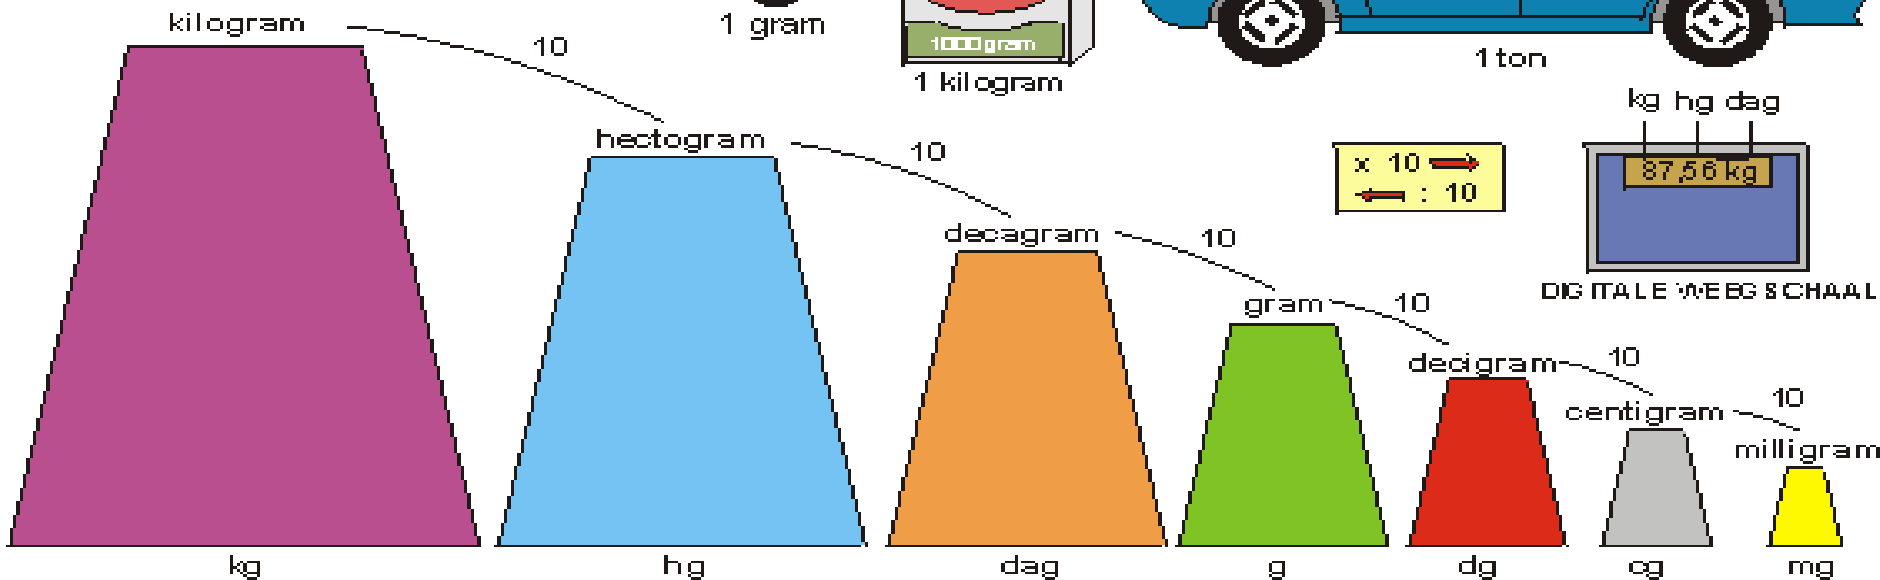 kilogram
10
1 gram
1000 gram
1 kilogram
1 ton
kg hg dag
hectogram
10
x 10
: 10
87,56 kg
decagram
10
DIGITALE WEEGSCHAAL
gram
10
decigram
10
centigram
10
milligram
kg
hg
dag
g
dg
cg
mg